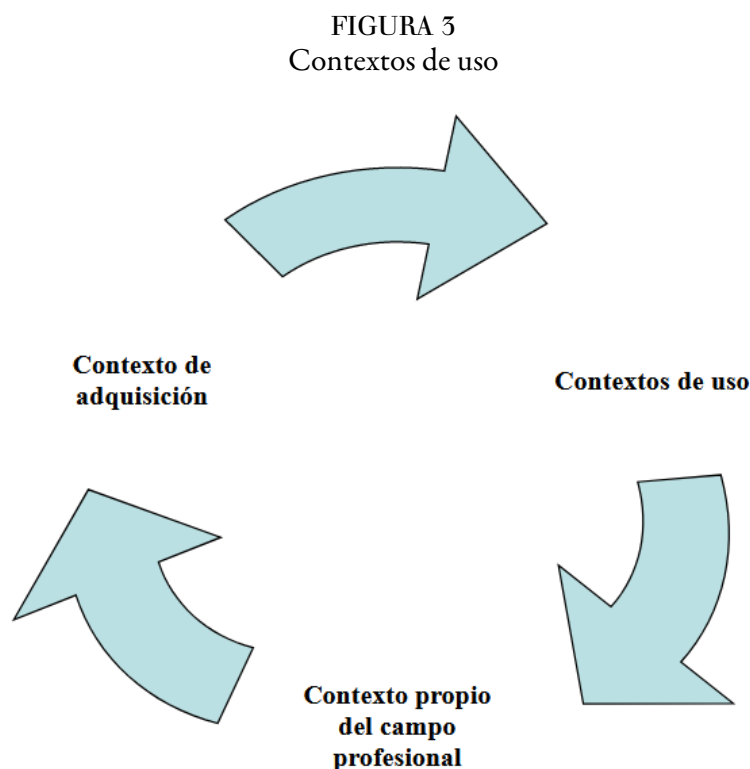 FIGURA 3
Contextos de uso
Contexto de
adquisición
Contextos de uso
Contexto propio
del campo
profesional